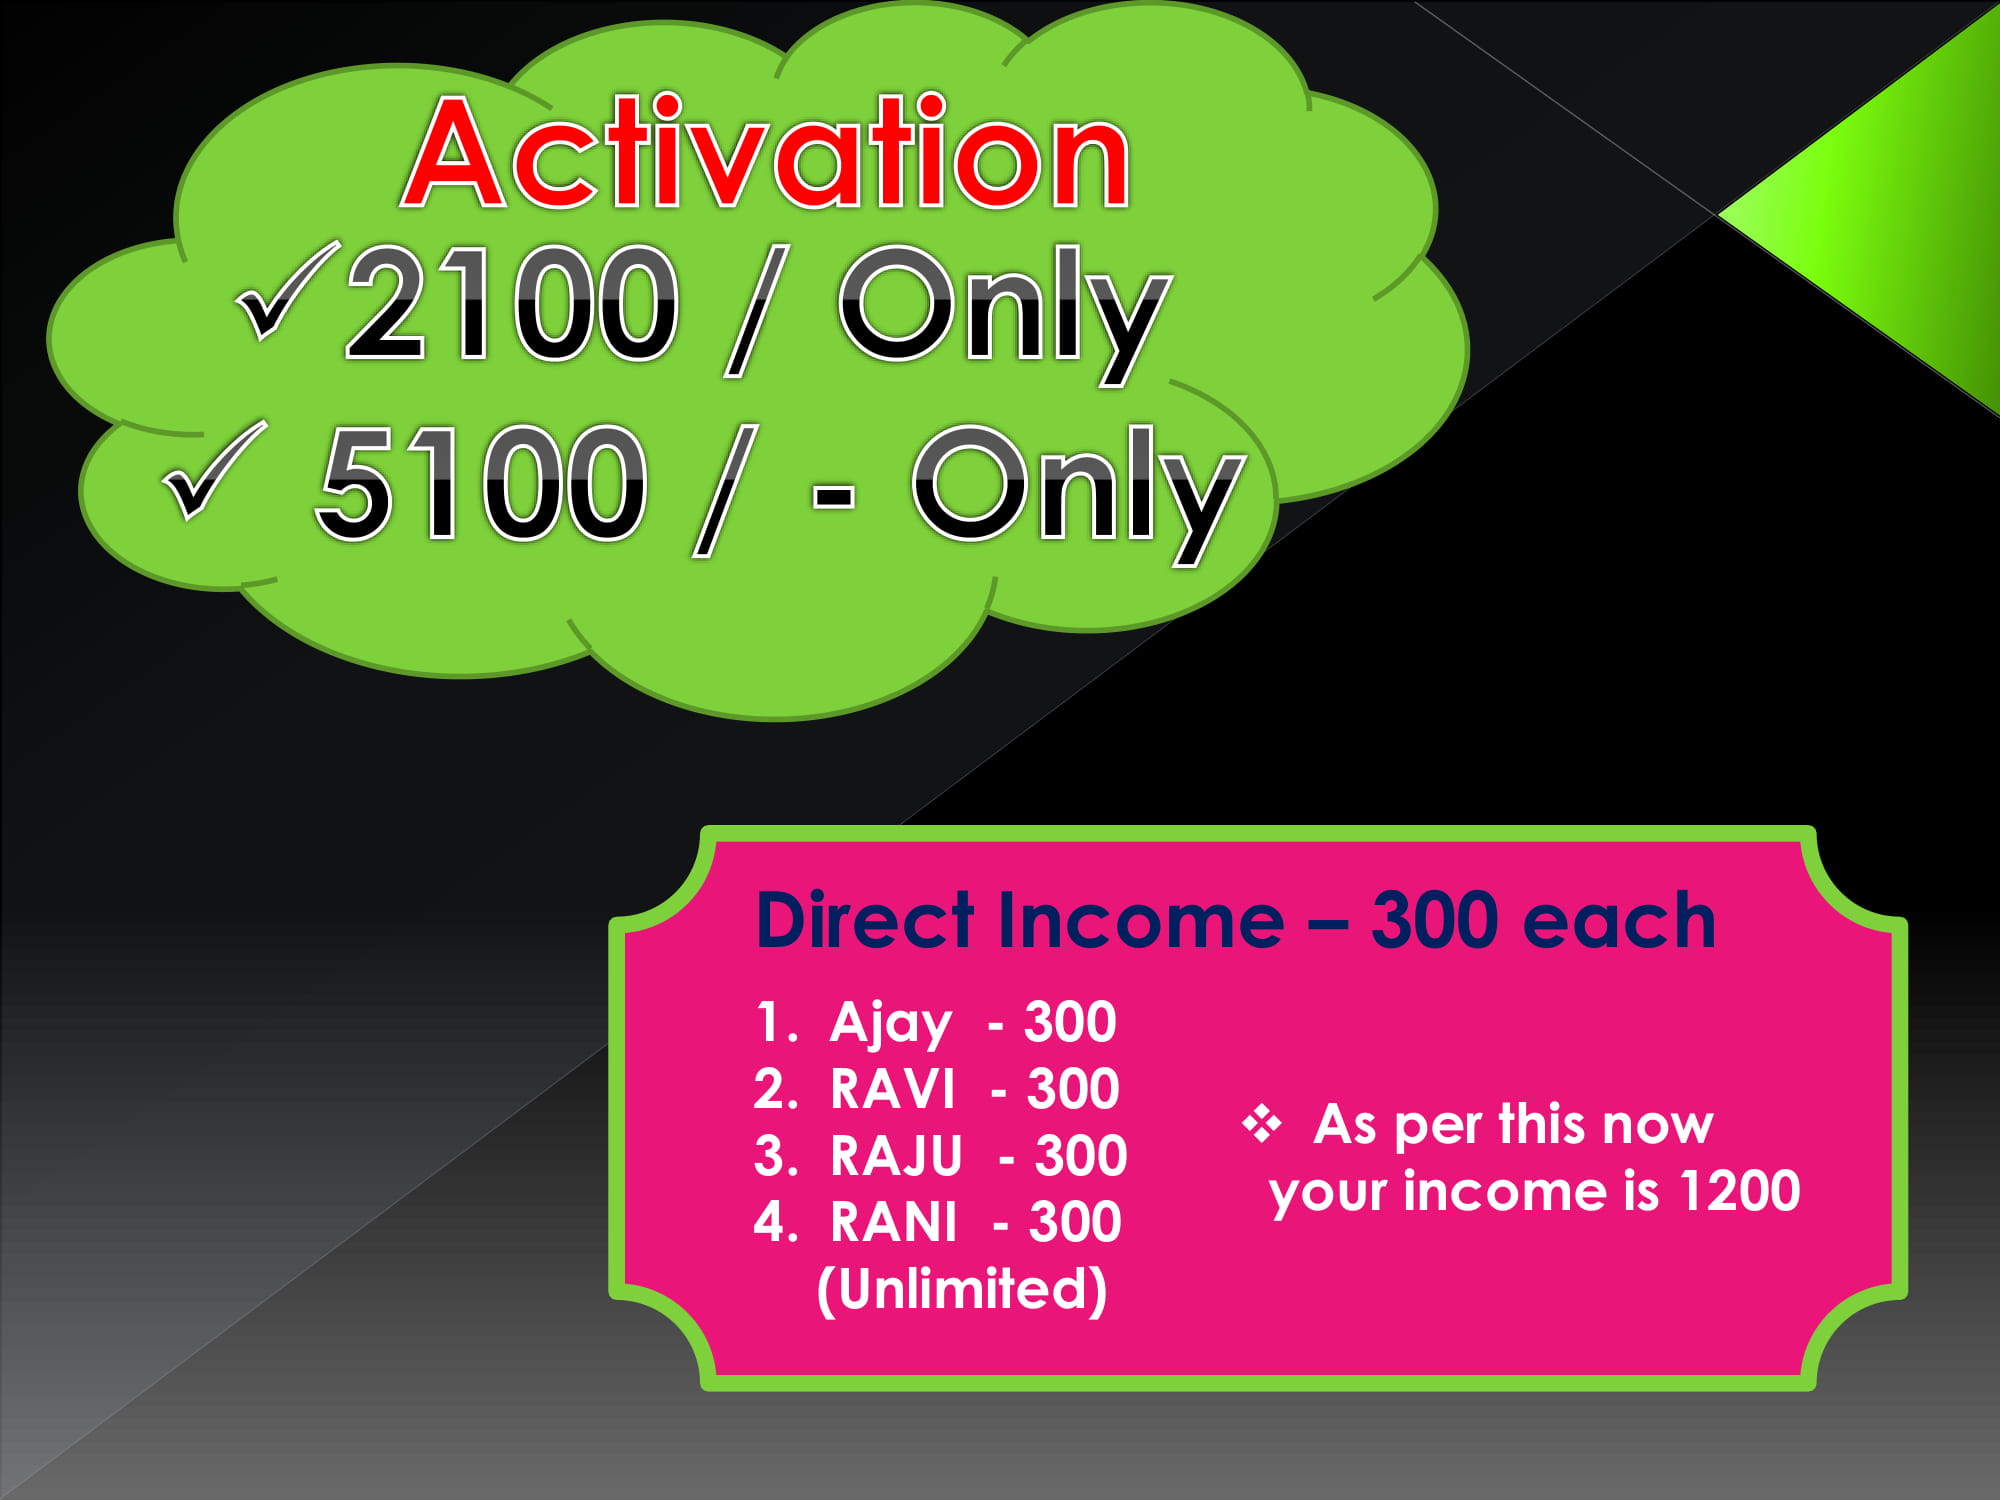 Activation
✓2100 / Only
✓ 5100 / - Only
Direct Income – 300 each
1. Ajay - 300
2. RAVI - 300
3. RAJU - 300
4. RANI - 300
(Unlimited)
❖ As per this now
your income is 1200